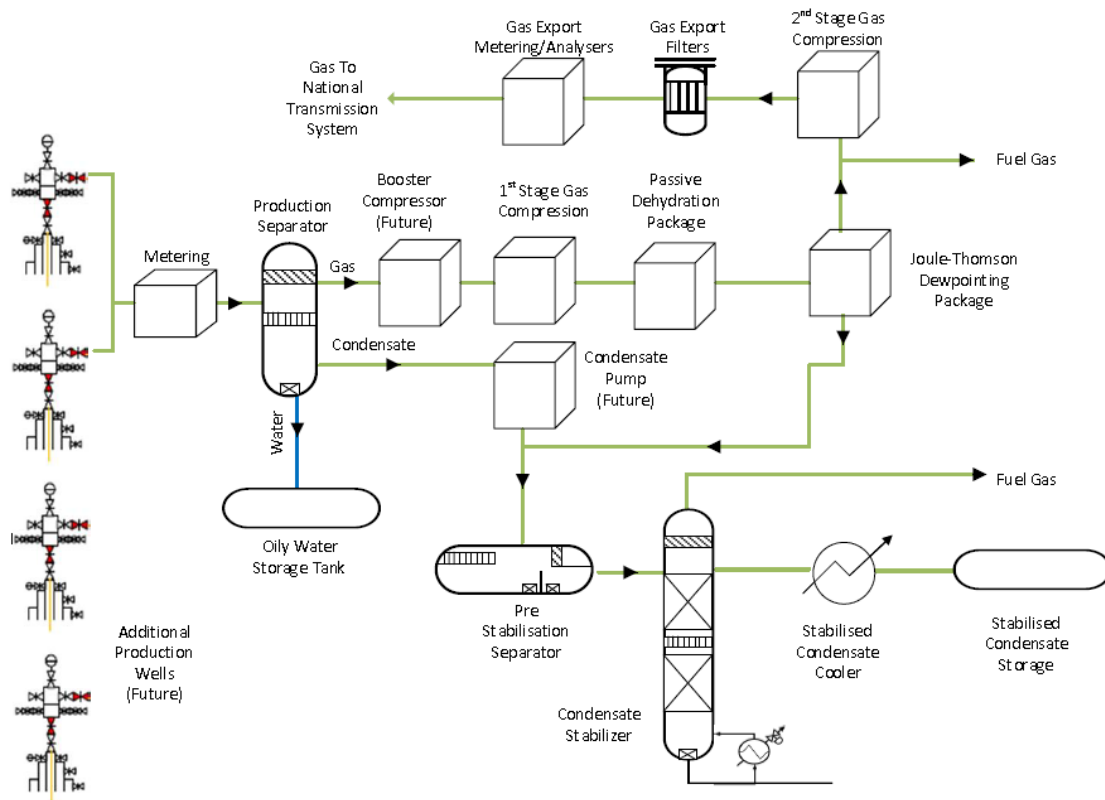 2nd Stage Gas
Compression
Gas Export
Metering/Analysers
Gas Export
Filters
Gas To
National
Transmission
System
Fuel Gas
Booster
Compressor
(Future)
1st Stage Gas
Compression
Passive
Dehydration
Package
Production
Separator
Metering
Gas
Joule-Thomson
Dewpointing
Package
Condensate
Condensate
Pump
(Future)
Water
Fuel Gas
Oily Water
Storage Tank
Pre
Stabilisation
Separator
Stabilised
Condensate
Cooler
Stabilised
Condensate
Storage
Additional
Production
Wells
(Future)
Condensate
Stabilizer